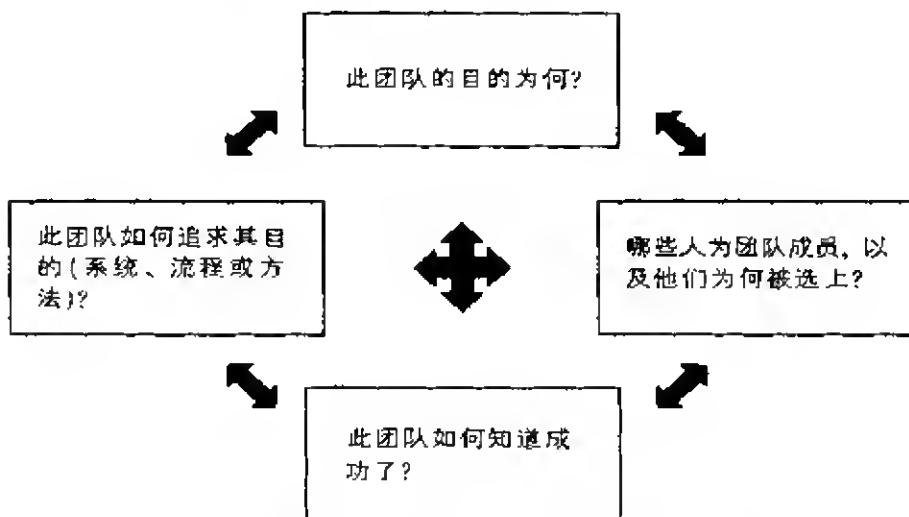 此团队的目的为何?
此团队如何追求其目
的(系统、流程或方
法)?
哪些人为团队成员, 以
及他们为何被选上?
此团队如何知道成
功了?